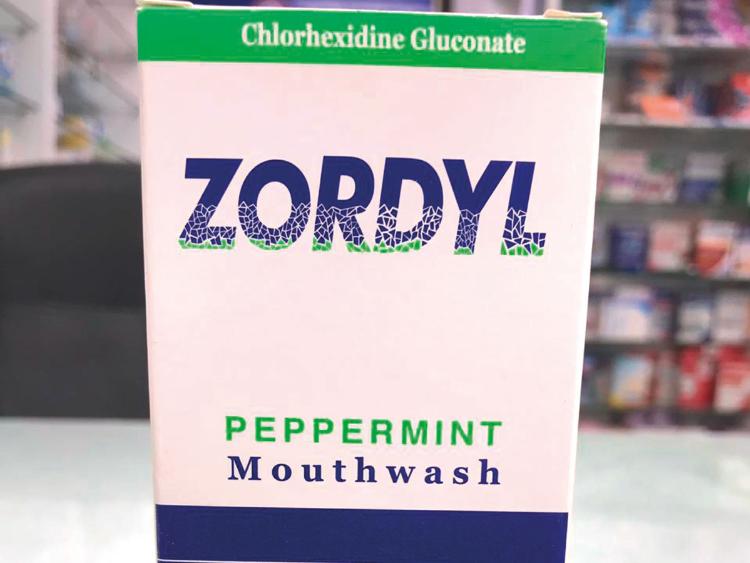 Chlorhexidine Gluconate
ZORDYL
PEPPERMINT
Mouthwash